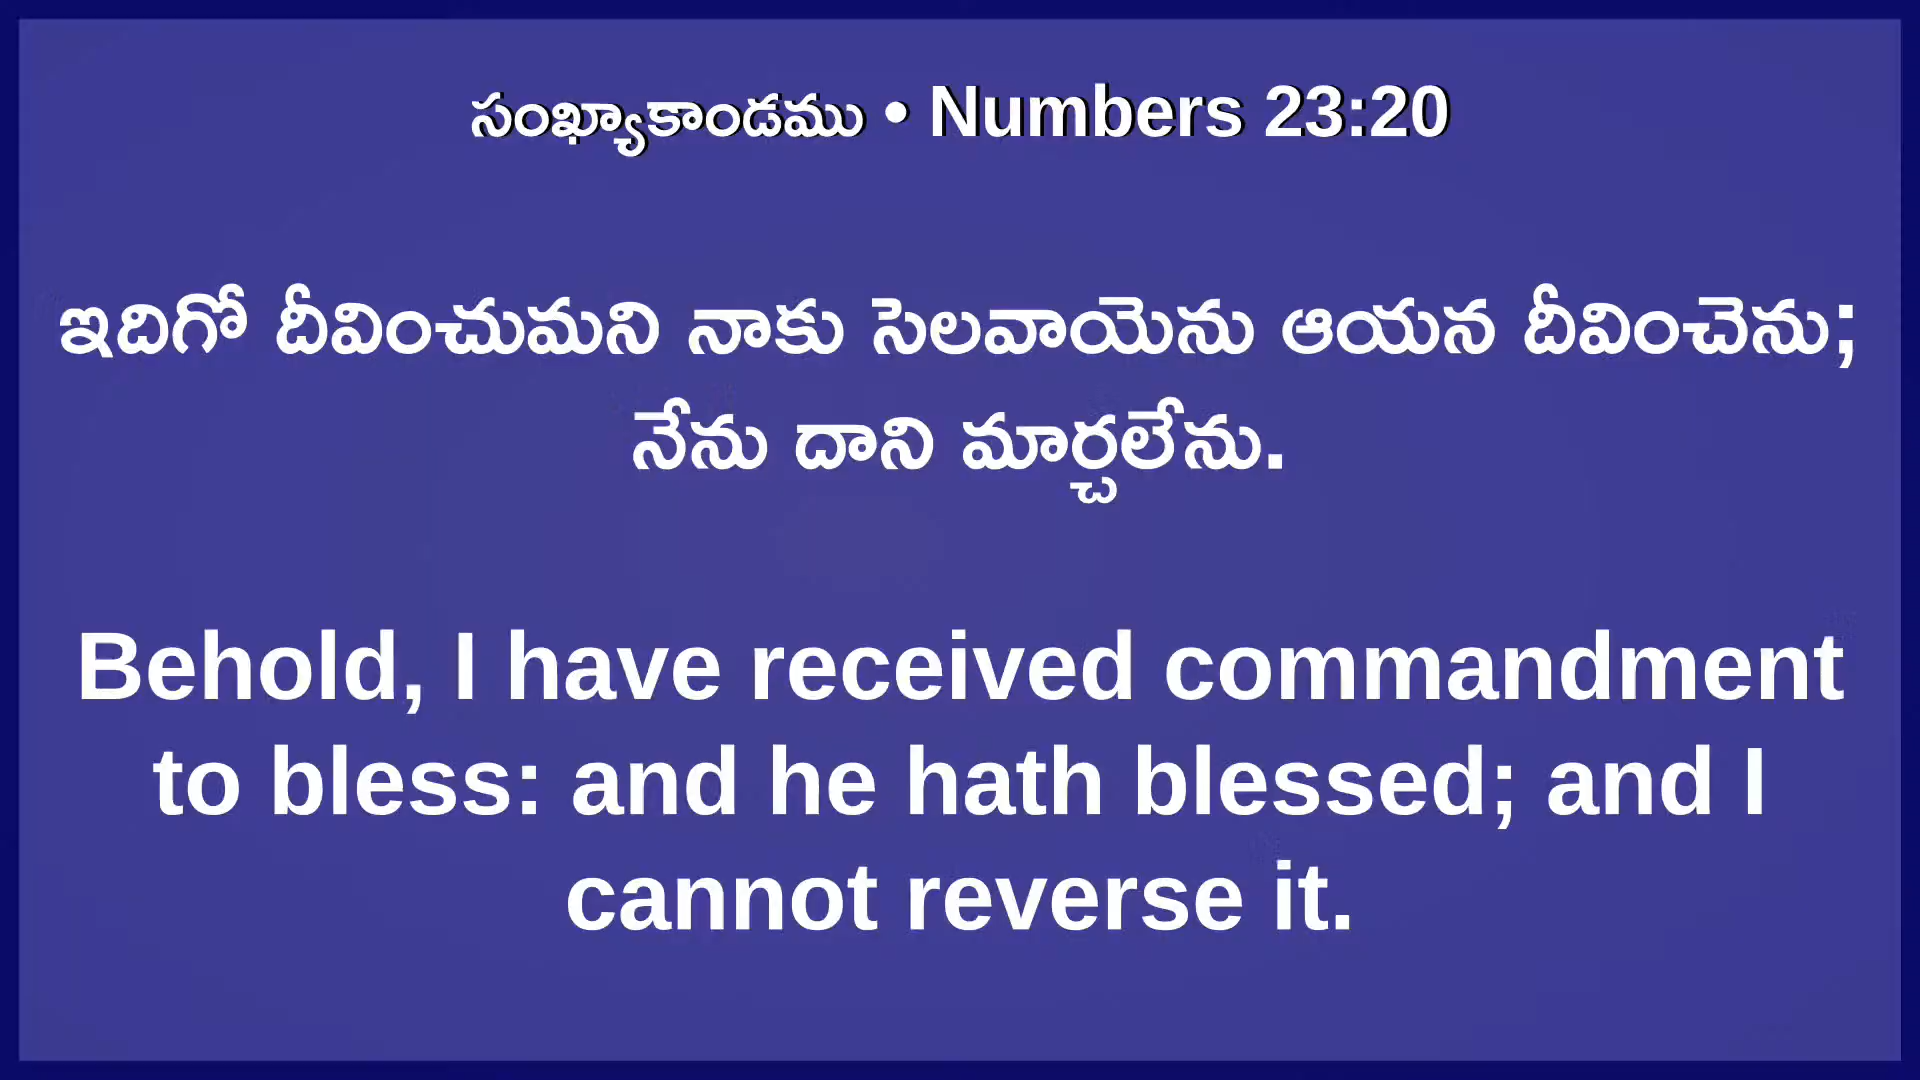 సంఖ్యాకాండము • Numbers 23:20
ఇదిగో దీవించుమని నాకు సెలవాయెను ఆయన దీవించెను;
నేను దాని మార్చలేను.
Behold, I have received commandment
to bless: and he hath blessed; and I
cannot reverse it.